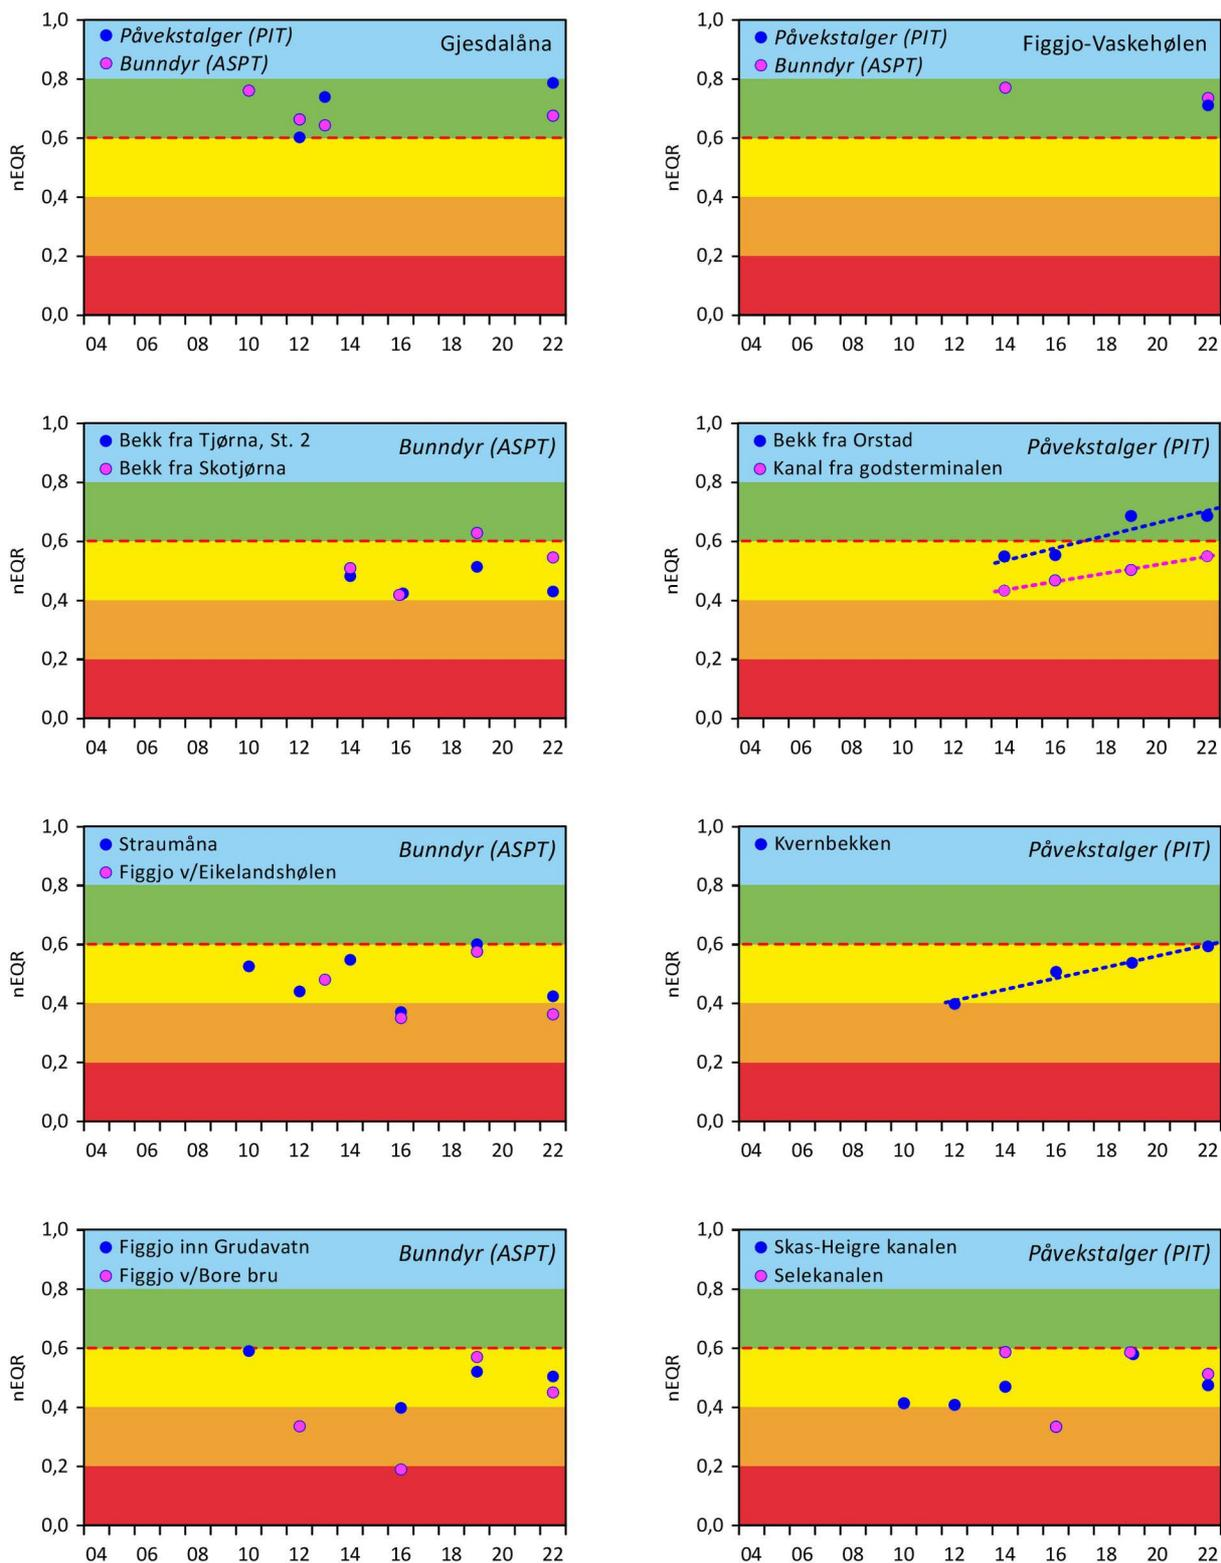 1,0
Påvekstalger (PIT)
Gjesdalåna
Bunndyr (ASPT)
0,8
0,6
nEQR
0,4
0,2
0,0
04 06 08 10 12 14 16 18 20 22
1,0
Påvekstalger (PIT)
Figgjo-Vaskehølen
Bunndyr (ASPT)
0,8
0,6
nEQR
0,4
0,2
0,0
04 06 08 10 12 14 16 18 20 22
1,0
Bekk fra Tjørna, St. 2
Bunndyr (ASPT)
Bekk fra Skotjørna
0,8
0,6
nEQR
0,4
0,2
0,0
04 06 08 10 12 14 16 18 20 22
1,0
Bekk fra Orstad
Påvekstalger (PIT)
Kanal fra godsterminalen
0,8
0,6
nEQR
0,4
0,2
0,0
04 06 08 10 12 14 16 18 20 22
1,0
Straumåna
Bunndyr (ASPT)
Figgjo v/Eikelandshølen
0,8
0,6
nEQR
0,4
0,2
0,0
04 06 08 10 12 14 16 18 20 22
1,0
Kvernbekken
Påvekstalger (PIT)
0,8
0,6
nEQR
0,4
0,2
0,0
04 06 08 10 12 14 16 18 20 22
1,0
Figgjo inn Grudavatn
Bunndyr (ASPT)
Figgjo v/Bore bru
0,8
0,6
nEQR
0,4
0,2
0,0
04 06 08 10 12 14 16 18 20 22
1,0
Skas-Heigre kanalen
Påvekstalger (PIT)
Selekanalen
0,8
0,6
nEQR
0,4
0,2
0,0
04 06 08 10 12 14 16 18 20 22